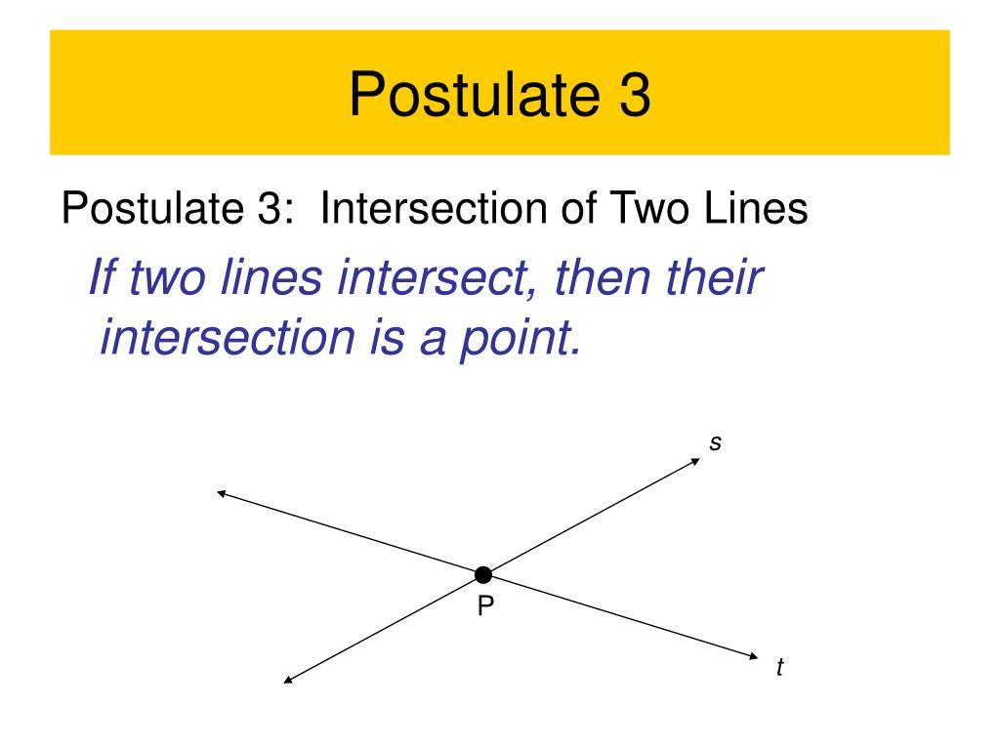 Postulate 3
Postulate 3:  Intersection of Two Lines
If two lines intersect, then their
intersection is a point.
s
P
t